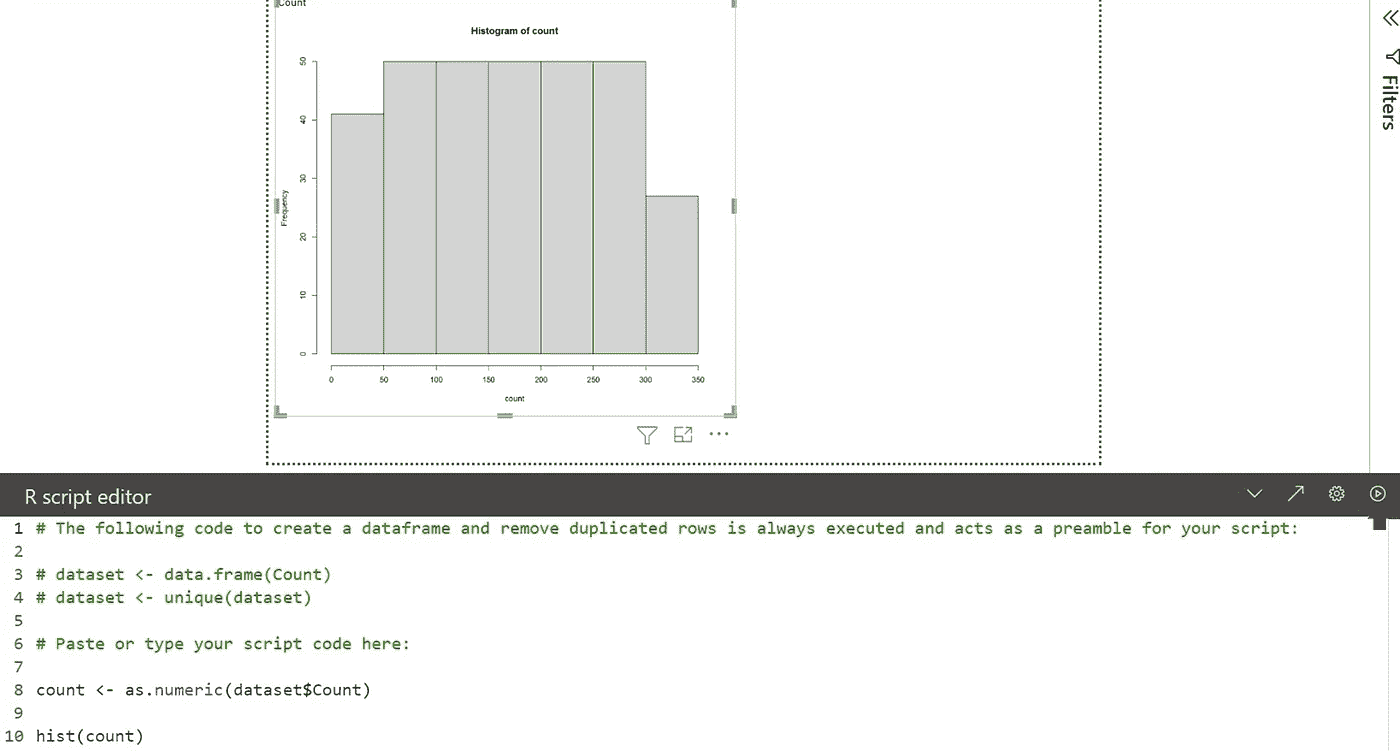 Count
Histogram of count
Filters
50
40
30
20
10
0
Frequency
0 50 100 150 200 250 300 350
count
R script editor
1 # The following code to create a dataframe and remove duplicated rows is always executed and acts as a preamble for your script:
2
3 # dataset <- data.frame(Count)
4 # dataset <- unique(dataset)
5
6 # Paste or type your script code here:
7
8 count <- as.numeric(dataset$Count)
9
10 hist(count)